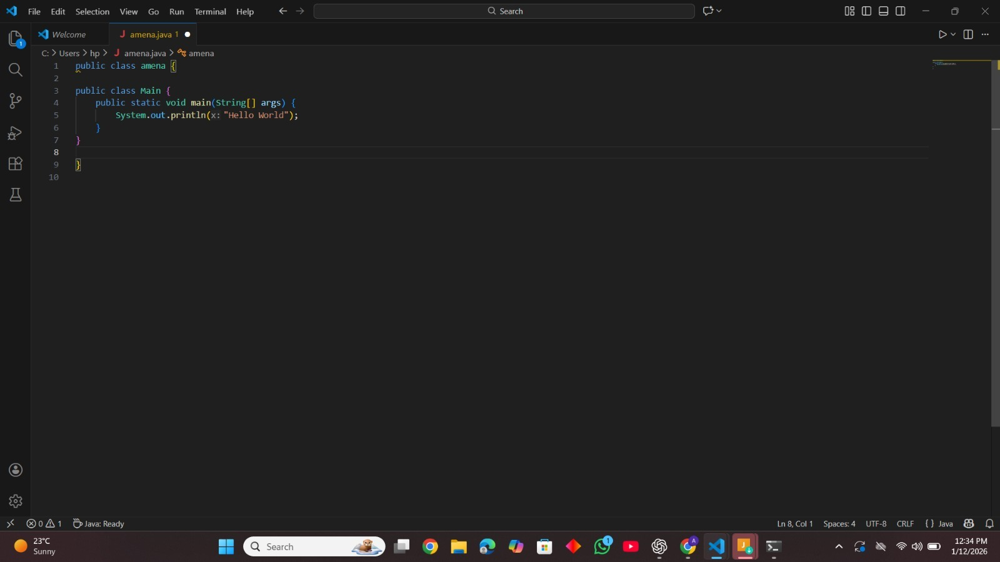 File Edit Selection View Go Run Terminal Help Search
1
Welcome amena.java 1
C: > Users > hp > amena.java > amena
1 public class amena {
2
3 public class Main {
4 public static void main(String[] args) {
5 System.out.println(x: "Hello World");
6 }
7 }
8
9 }
10
0 1 Java: Ready Ln 8, Col 1 Spaces: 4 UTF-8 CRLF { } Java
23°C
Sunny
Search
1
A
12:34 PM
1/12/2026